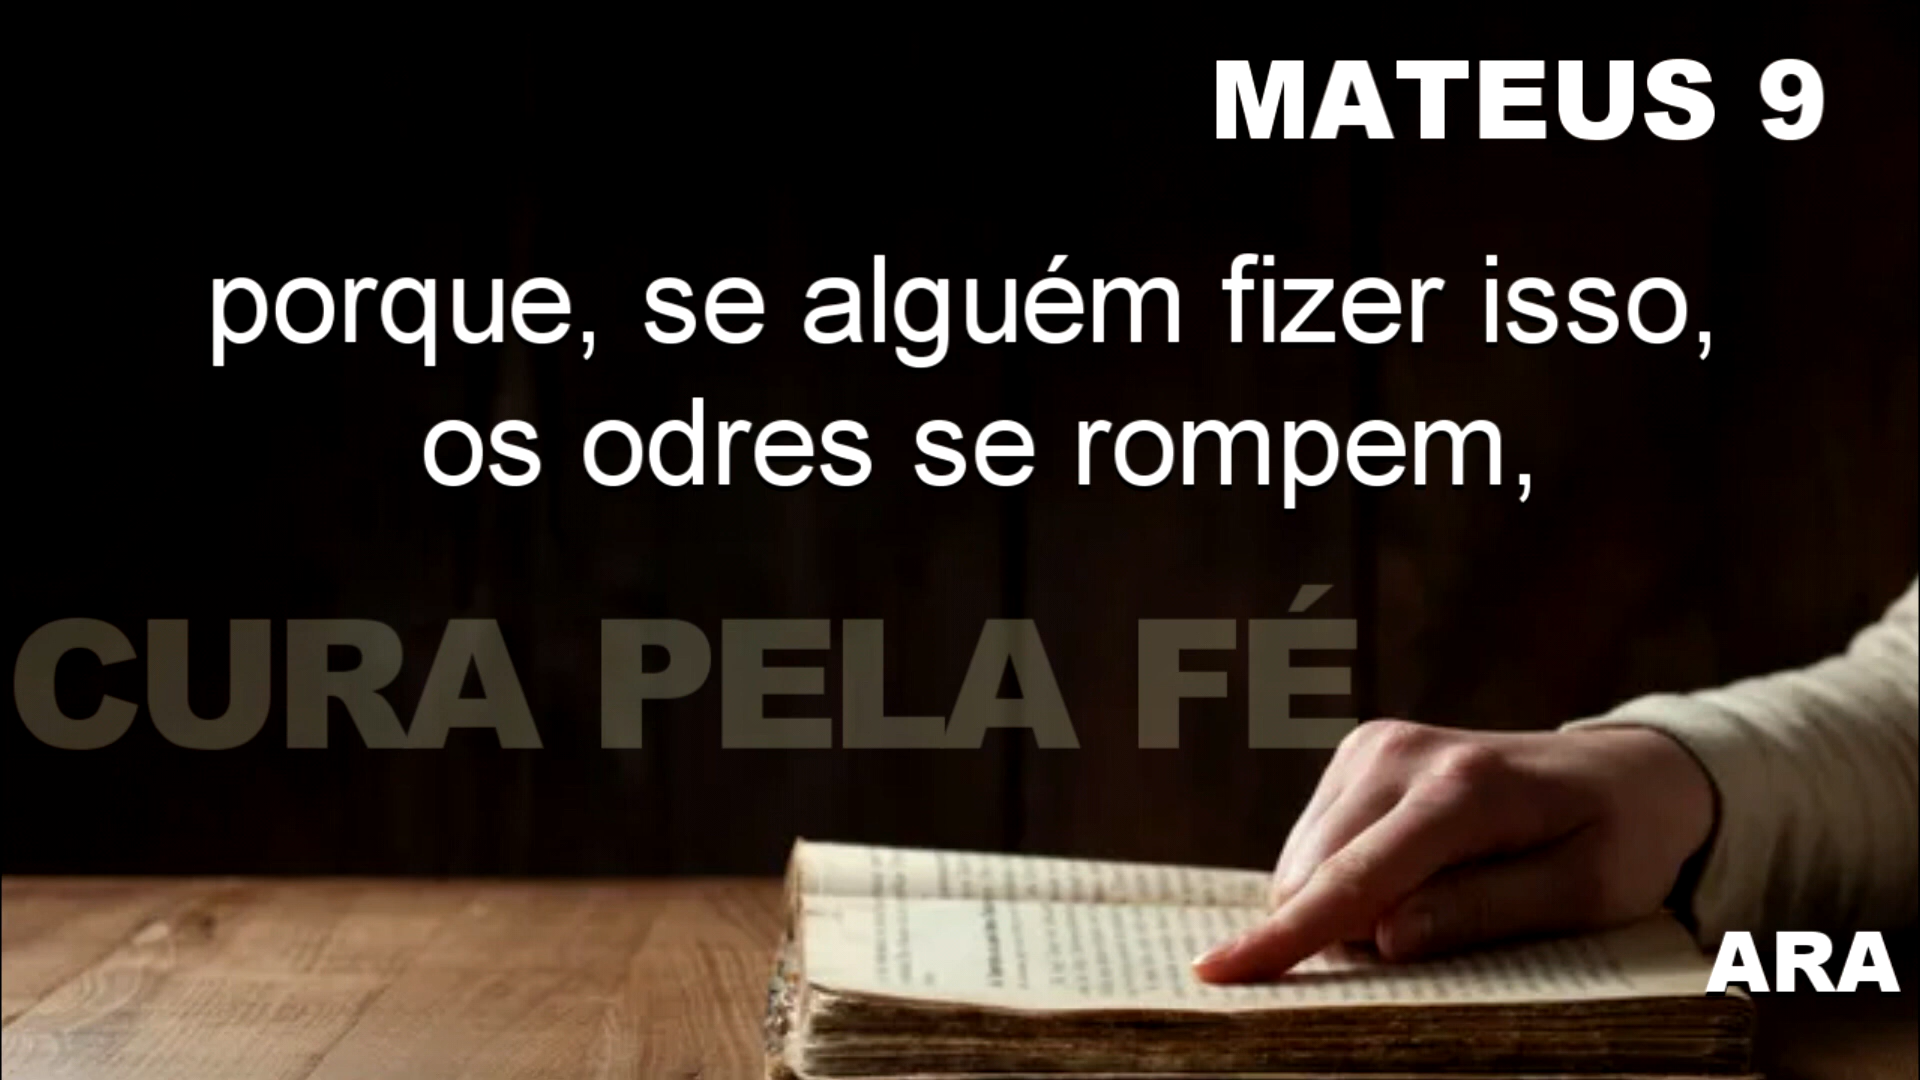 MATEUS 9
porque, se alguém fizer isso,
os odres se rompem,
CURA PELA FÉ
ARA